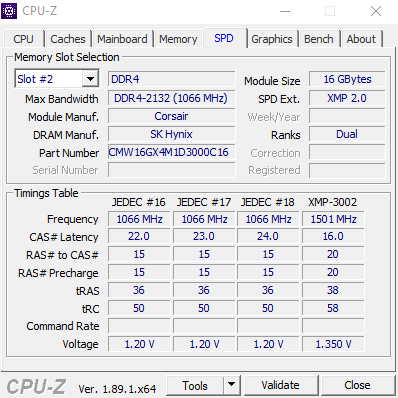 CPU-Z
CPU Caches Mainboard Memory SPD Graphics Bench About
Memory Slot Selection
Slot #2 DDR4 Module Size 16 GBytes
Max Bandwidth DDR4-2132 (1066 MHz) SPD Ext. XMP 2.0
Module Manuf. Corsair Week/Year
DRAM Manuf. SK Hynix Ranks Dual
Part Number CMW16GX4M1D3000C16 Correction
Serial Number Registered
Timings Table
JEDEC #16 JEDEC #17 JEDEC #18 XMP-3002
Frequency 1066 MHz 1066 MHz 1066 MHz 1501 MHz
CAS# Latency 22.0 23.0 24.0 16.0
RAS# to CAS# 15 15 15 20
RAS# Precharge 15 15 15 20
tRAS 36 36 36 38
tRC 50 50 50 58
Command Rate
Voltage 1.20 V 1.20 V 1.20 V 1.350 V
CPU-Z Ver. 1.89.1.x64 Tools Validate Close